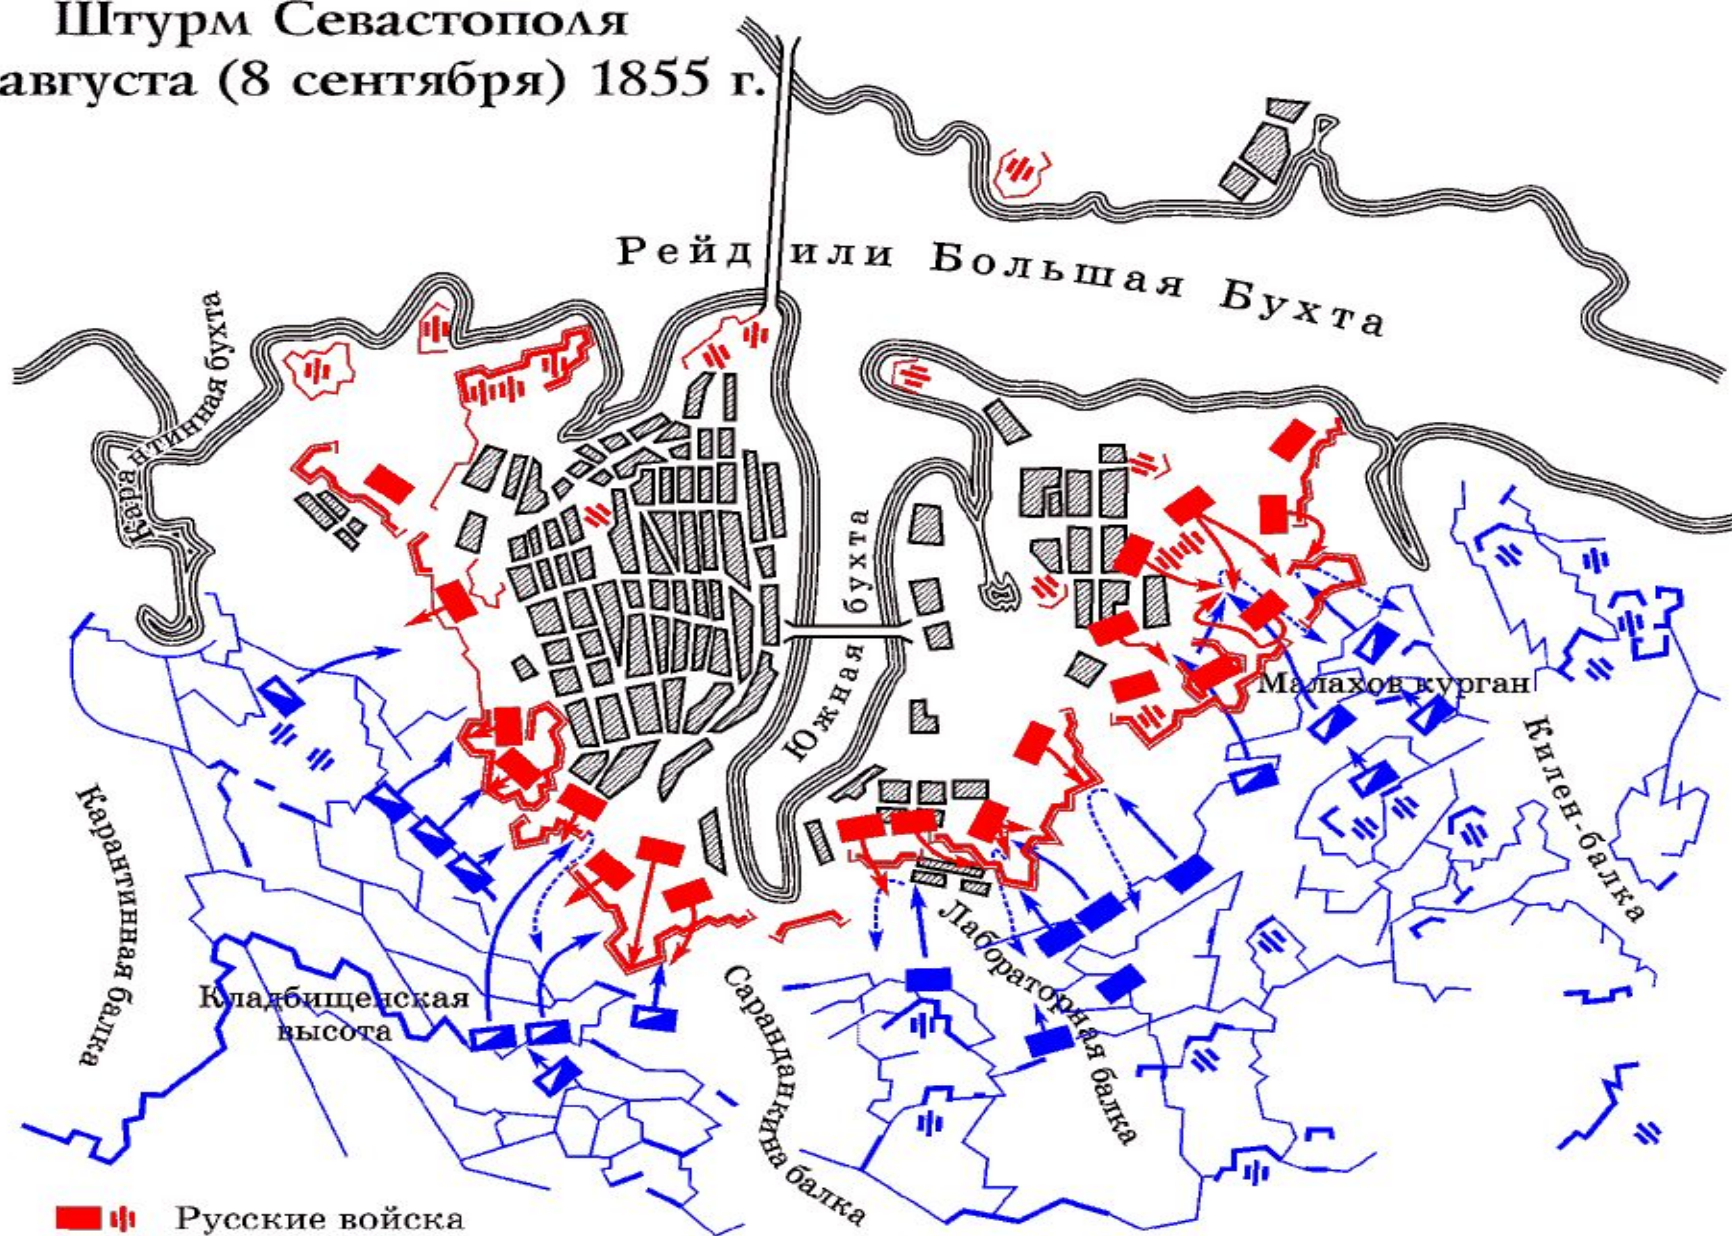 Штурм Севастополя
августа (8 сентября) 1855 г.
Рейд или Большая Бухта
Карантинная бухта
Южная бухта
Малахов курган
Килен-балка
Карантинная балка
Кладбищенская
высота
Саранданкина балка
Лабораторная балка
Русские войска